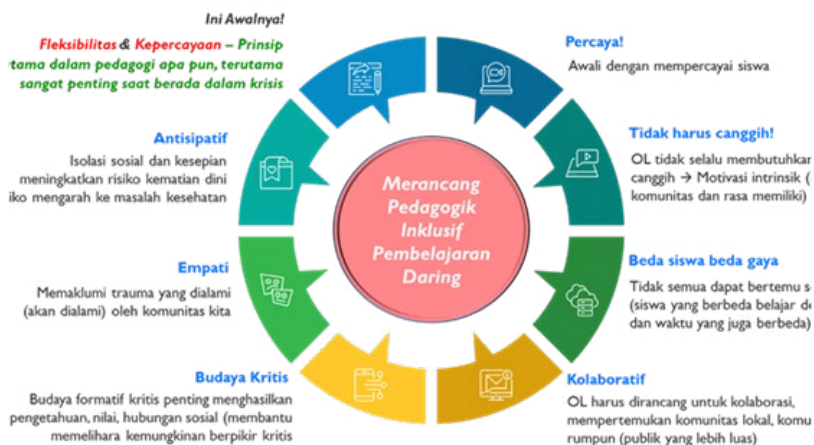 Ini Awalnya!
Fleksibilitas & Kepercayaan – Prinsip
tama dalam pedagogi apa pun, terutama
sangat penting saat berada dalam krisis
Antisipatif
Isolasi sosial dan kesepian
meningkatkan risiko kematian dini
iko mengarah ke masalah kesehatan
Empati
Memaklumi trauma yang dialami
(akan dialami) oleh komunitas kita
Budaya Kritis
Budaya formatif kritis penting menghasilkan
pengetahuan, nilai, hubungan sosial (membantu
memelihara kemungkinan berpikir kritis
Merancang
Pedagogik
Inklusif
Pembelajaran
Daring
Percaya!
Awali dengan mempercayai siswa
Tidak harus canggih!
OL tidak selalu membutuhkan
canggih → Motivasi intrinsik (
komunitas dan rasa memiliki)
Beda siswa beda gaya
Tidak semua dapat bertemu s
(siswa yang berbeda belajar de
dan waktu yang juga berbeda)
Kolaboratif
OL harus dirancang untuk kolaborasi,
mempertemukan komunitas lokal, komu
rumpun (publik yang lebih luas)